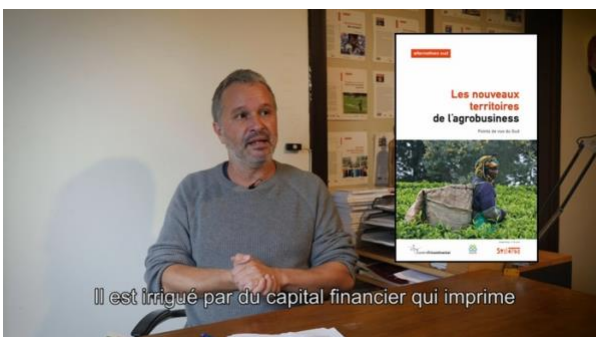 alternatives sud
Les nouveaux
territoires
de l'agrobusiness
Points de vue du Sud
Il est irrigué par du capital financier qui imprime